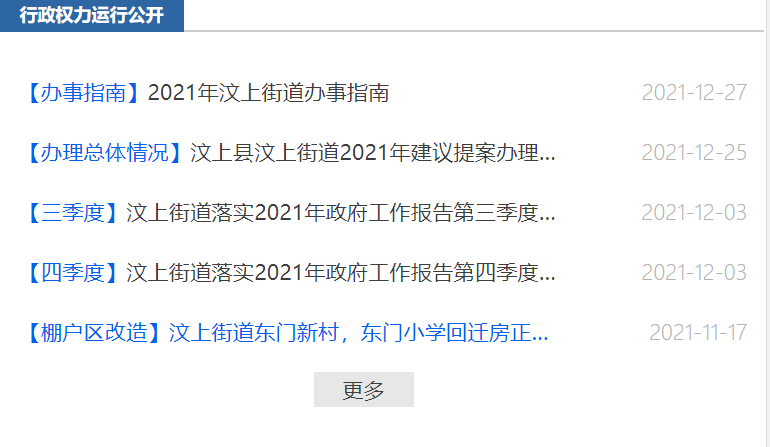 行政权力运行公开
【办事指南】2021年汶上街道办事指南 2021-12-27
【办理总体情况】汶上县汶上街道2021年建议提案办理... 2021-12-25
【三季度】汶上街道落实2021年政府工作报告第三季度... 2021-12-03
【四季度】汶上街道落实2021年政府工作报告第四季度... 2021-12-03
【棚户区改造】汶上街道东门新村，东门小学回迁房正... 2021-11-17
更多